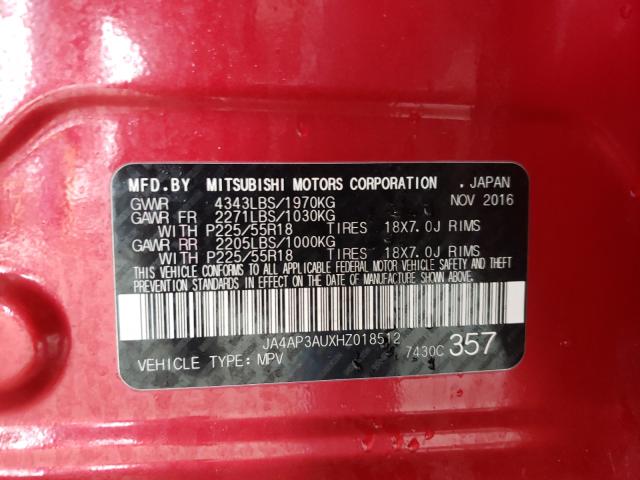 MFD.BY MITSUBISHI MOTORS CORPORATION . JAPAN
GVWR 4343LBS/1970KG NOV 2016
GAWR FR 2271LBS/1030KG
WITH P225/55R18 TIRES 18X7.0J RIMS
GAWR RR 2205LBS/1000KG
WITH P225/55R18 TIRES 18X7.0J RIMS
THIS VEHICLE CONFORMS TO ALL APPLICABLE FEDERAL MOTOR VEHICLE SAFETY AND THEFT
PREVENTION STANDARDS IN EFFECT ON THE DATE OF MANUFACTURE SHOWN ABOVE.
JA4AP3AUXHZ018512
VEHICLE TYPE: MPV 7430C 357